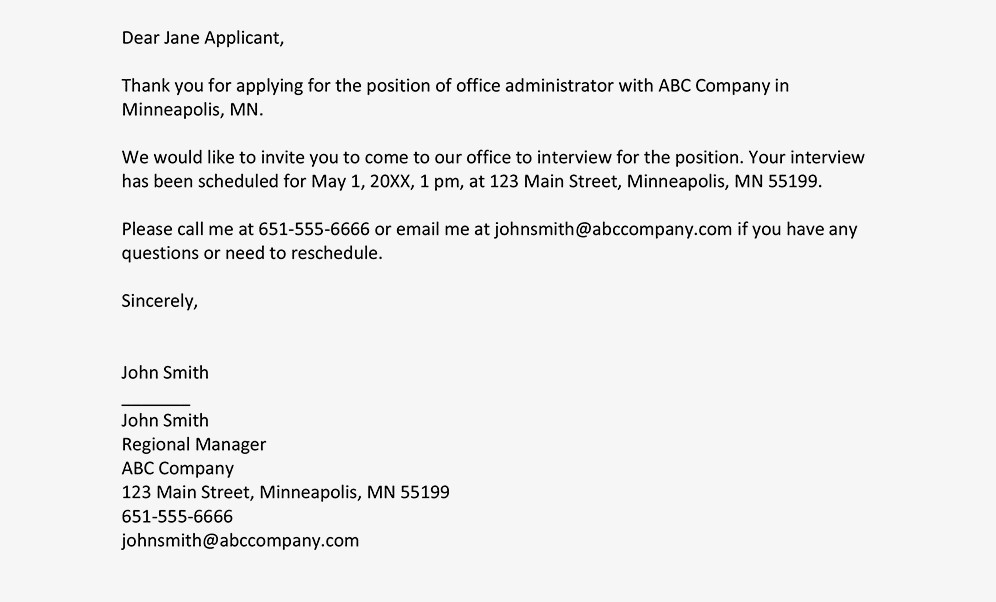 Dear Jane Applicant,
Thank you for applying for the position of office administrator with ABC Company in
Minneapolis, MN.
We would like to invite you to come to our office to interview for the position. Your interview
has been scheduled for May 1, 20XX, 1 pm, at 123 Main Street, Minneapolis, MN 55199.
Please call me at 651-555-6666 or email me at johnsmith@abccompany.com if you have any
questions or need to reschedule.
Sincerely,
John Smith
John Smith
Regional Manager
ABC Company
123 Main Street, Minneapolis, MN 55199
651-555-6666
johnsmith@abccompany.com